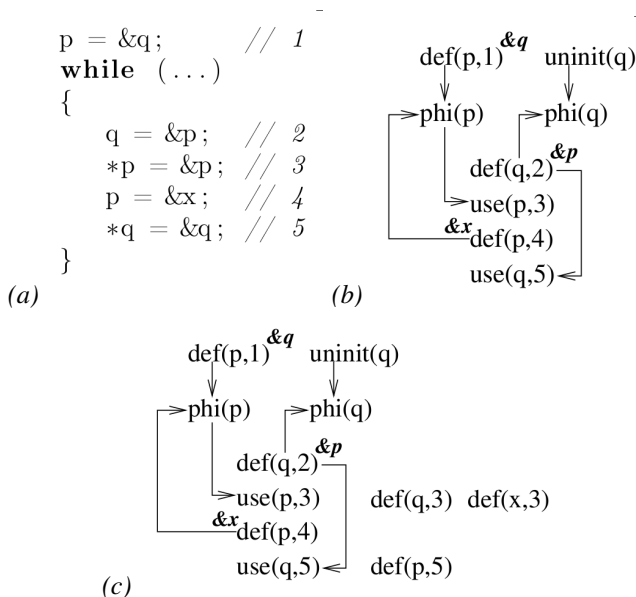 p = &q; // 1
while (...)
{
q = &p; // 2
*p = &p; // 3
p = &x; // 4
*q = &q; // 5
}
(a)
def(p,1) &q uninit(q)
phi(p) phi(q)
def(q,2) &p
use(p,3)
&x def(p,4)
use(q,5)
(b)
def(p,1) &q uninit(q)
phi(p) phi(q)
def(q,2) &p
use(p,3) def(q,3) def(x,3)
&x def(p,4)
use(q,5) def(p,5)
(c)